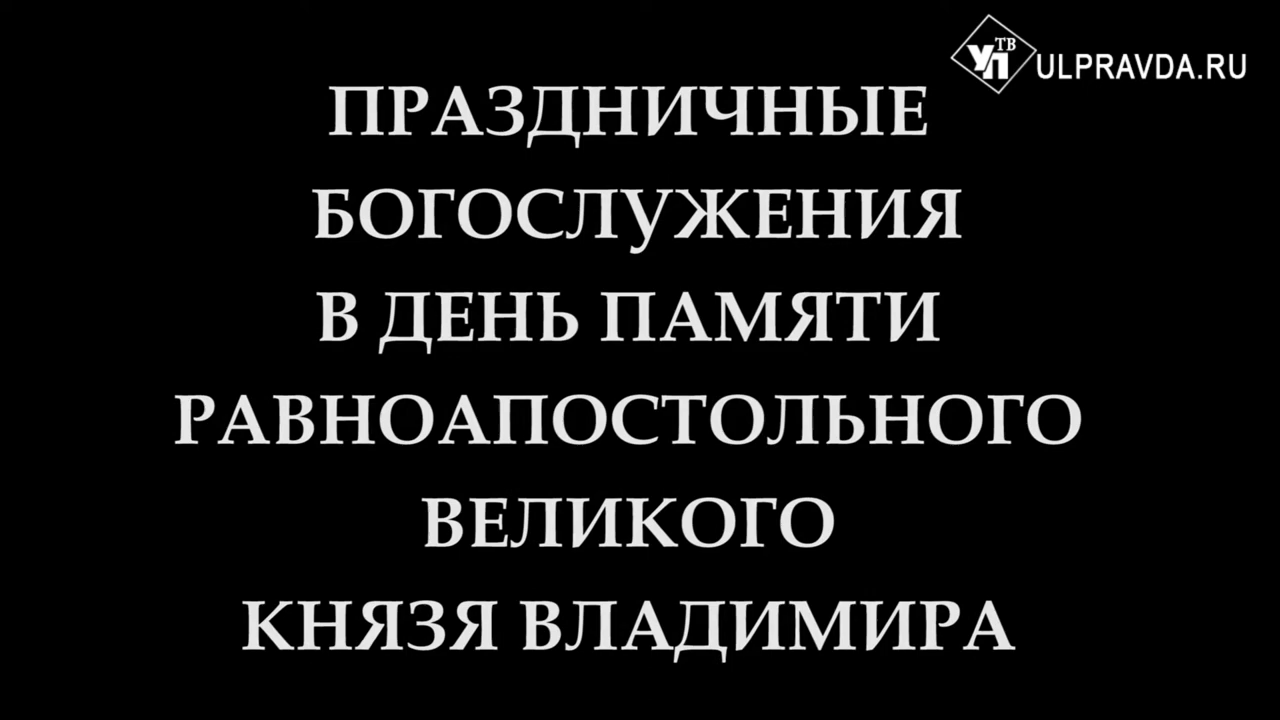 ТВ
УП
ULPRAVDA.RU
ПРАЗДНИЧНЫЕ
БОГОСЛУЖЕНИЯ
В ДЕНЬ ПАМЯТИ
РАВНОАПОСТОЛЬНОГО
ВЕЛИКОГО
КНЯЗЯ ВЛАДИМИРА